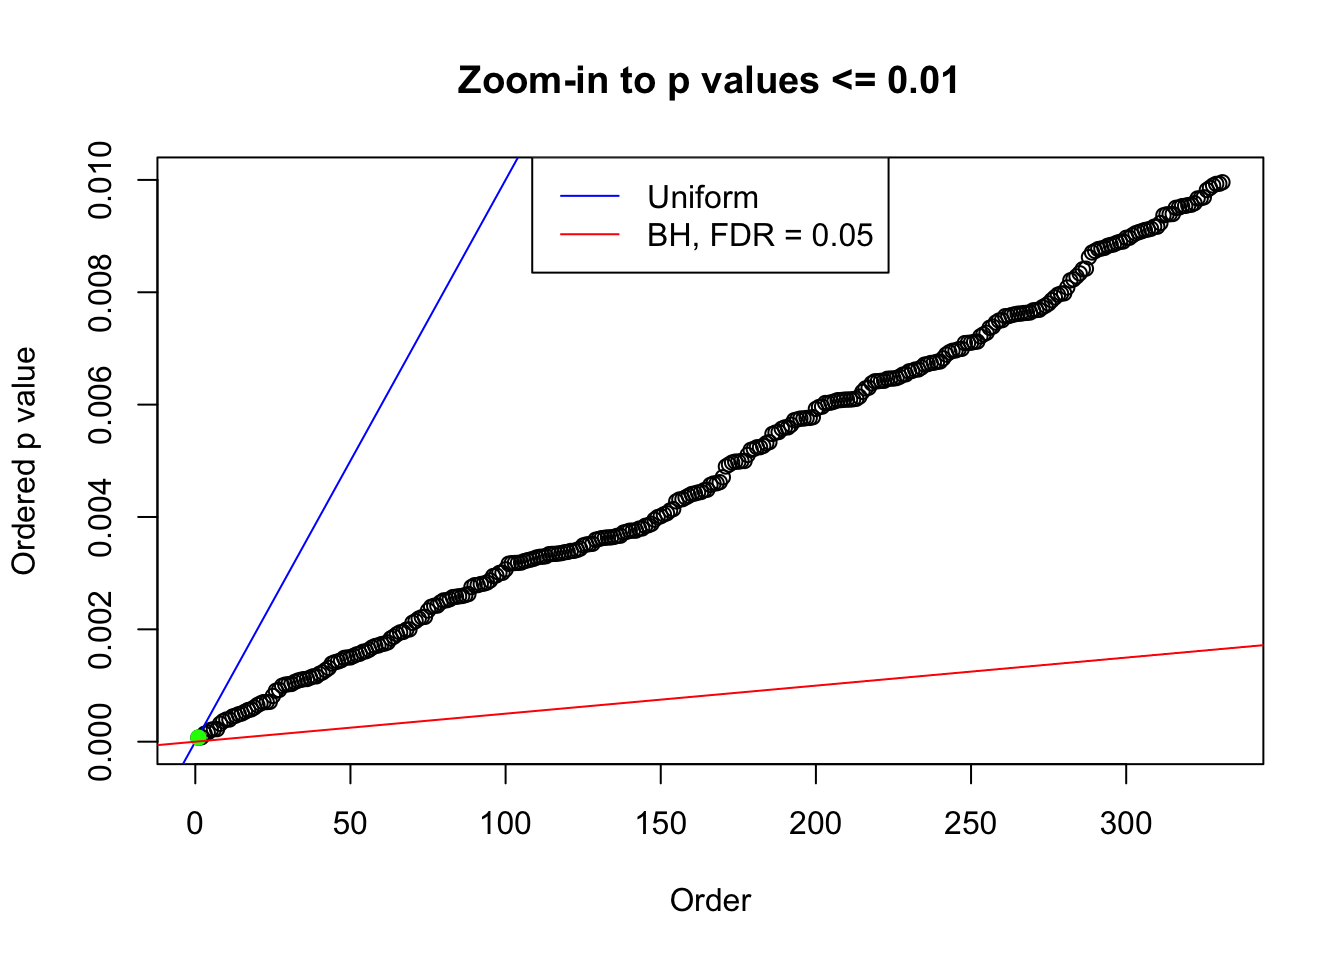 Zoom-in to p values <= 0.01
Uniform
BH, FDR = 0.05
Ordered p value
0.010
0.008
0.006
0.004
0.002
0.000
0 50 100 150 200 250 300
Order